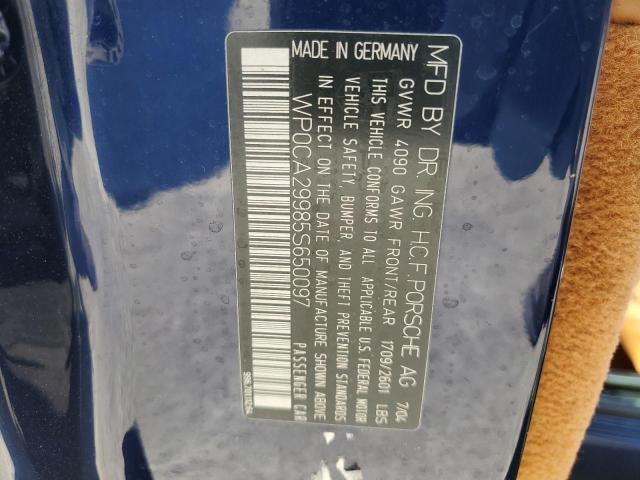 MFD BY DR. ING. H.C.F. PORSCHE AG 7/04
GVWR 4090 GAWR FRONT/REAR 1709/2601 LBS
THIS VEHICLE CONFORMS TO ALL APPLICABLE U.S. FEDERAL MOTOR
VEHICLE SAFETY, BUMPER, AND THEFT PREVENTION STANDARDS
IN EFFECT ON THE DATE OF MANUFACTURE SHOWN ABOVE
WP0CA29985S650097 PASSENGER CAR
MADE IN GERMANY